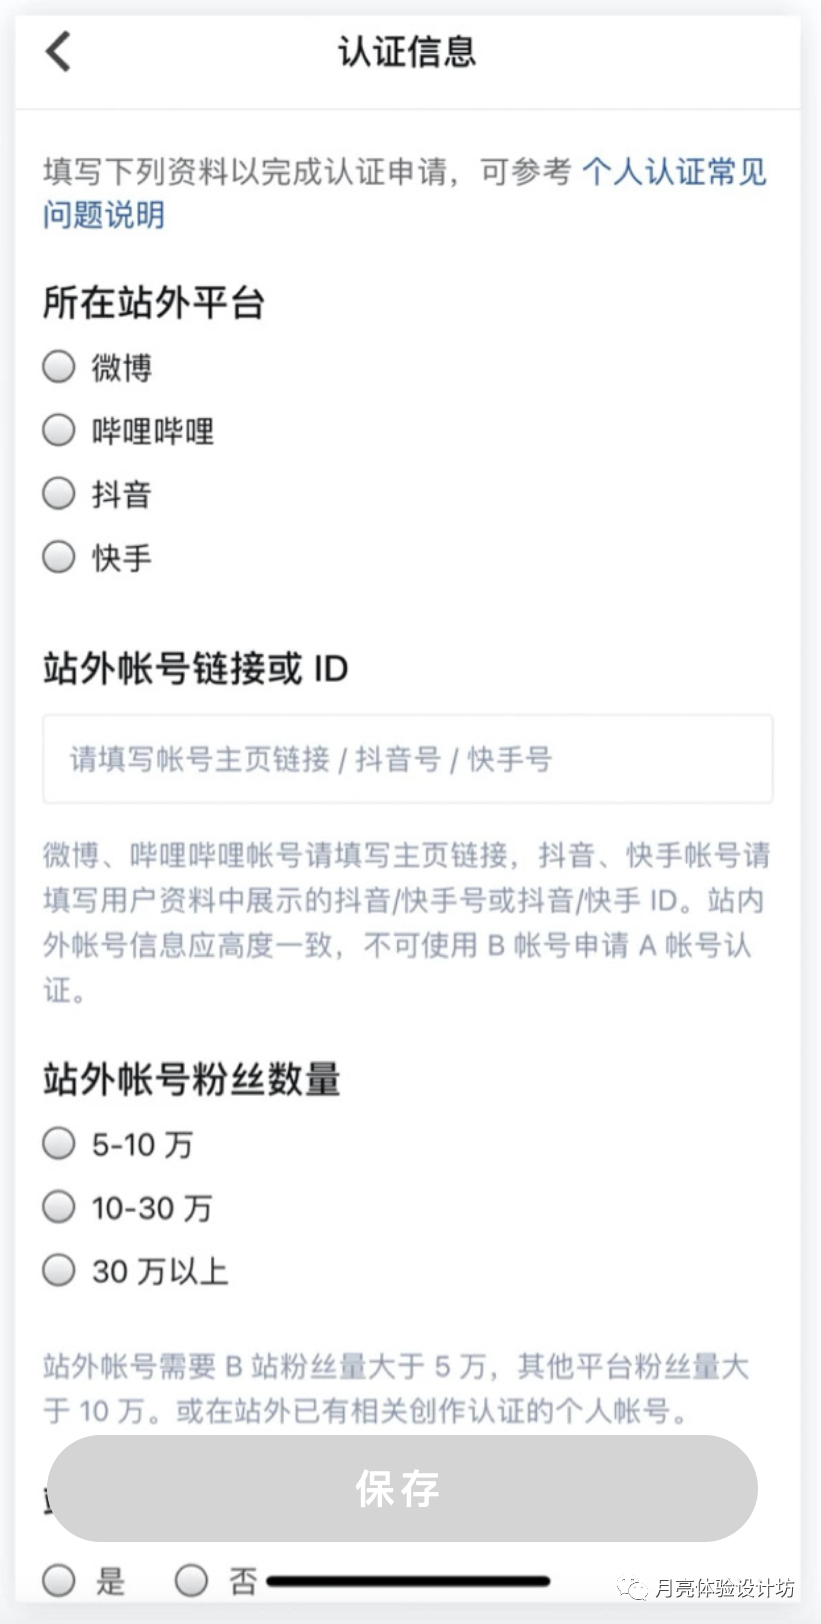 认证信息
填写下列资料以完成认证申请，可参考 个人认证常见
问题说明
所在站外平台
微博
哔哩哔哩
抖音
快手
站外帐号链接或 ID
请填写帐号主页链接 / 抖音号 / 快手号
微博、哔哩哔哩帐号请填写主页链接，抖音、快手帐号请
填写用户资料中展示的抖音/快手号或抖音/快手 ID。站内
外帐号信息应高度一致，不可使用 B 帐号申请 A 帐号认
证。
站外帐号粉丝数量
5-10 万
10-30 万
30 万以上
站外帐号需要 B 站粉丝量大于 5 万，其他平台粉丝量大
于 10 万。或在站外已有相关创作认证的个人帐号。
保存
是 否
月亮体验设计坊